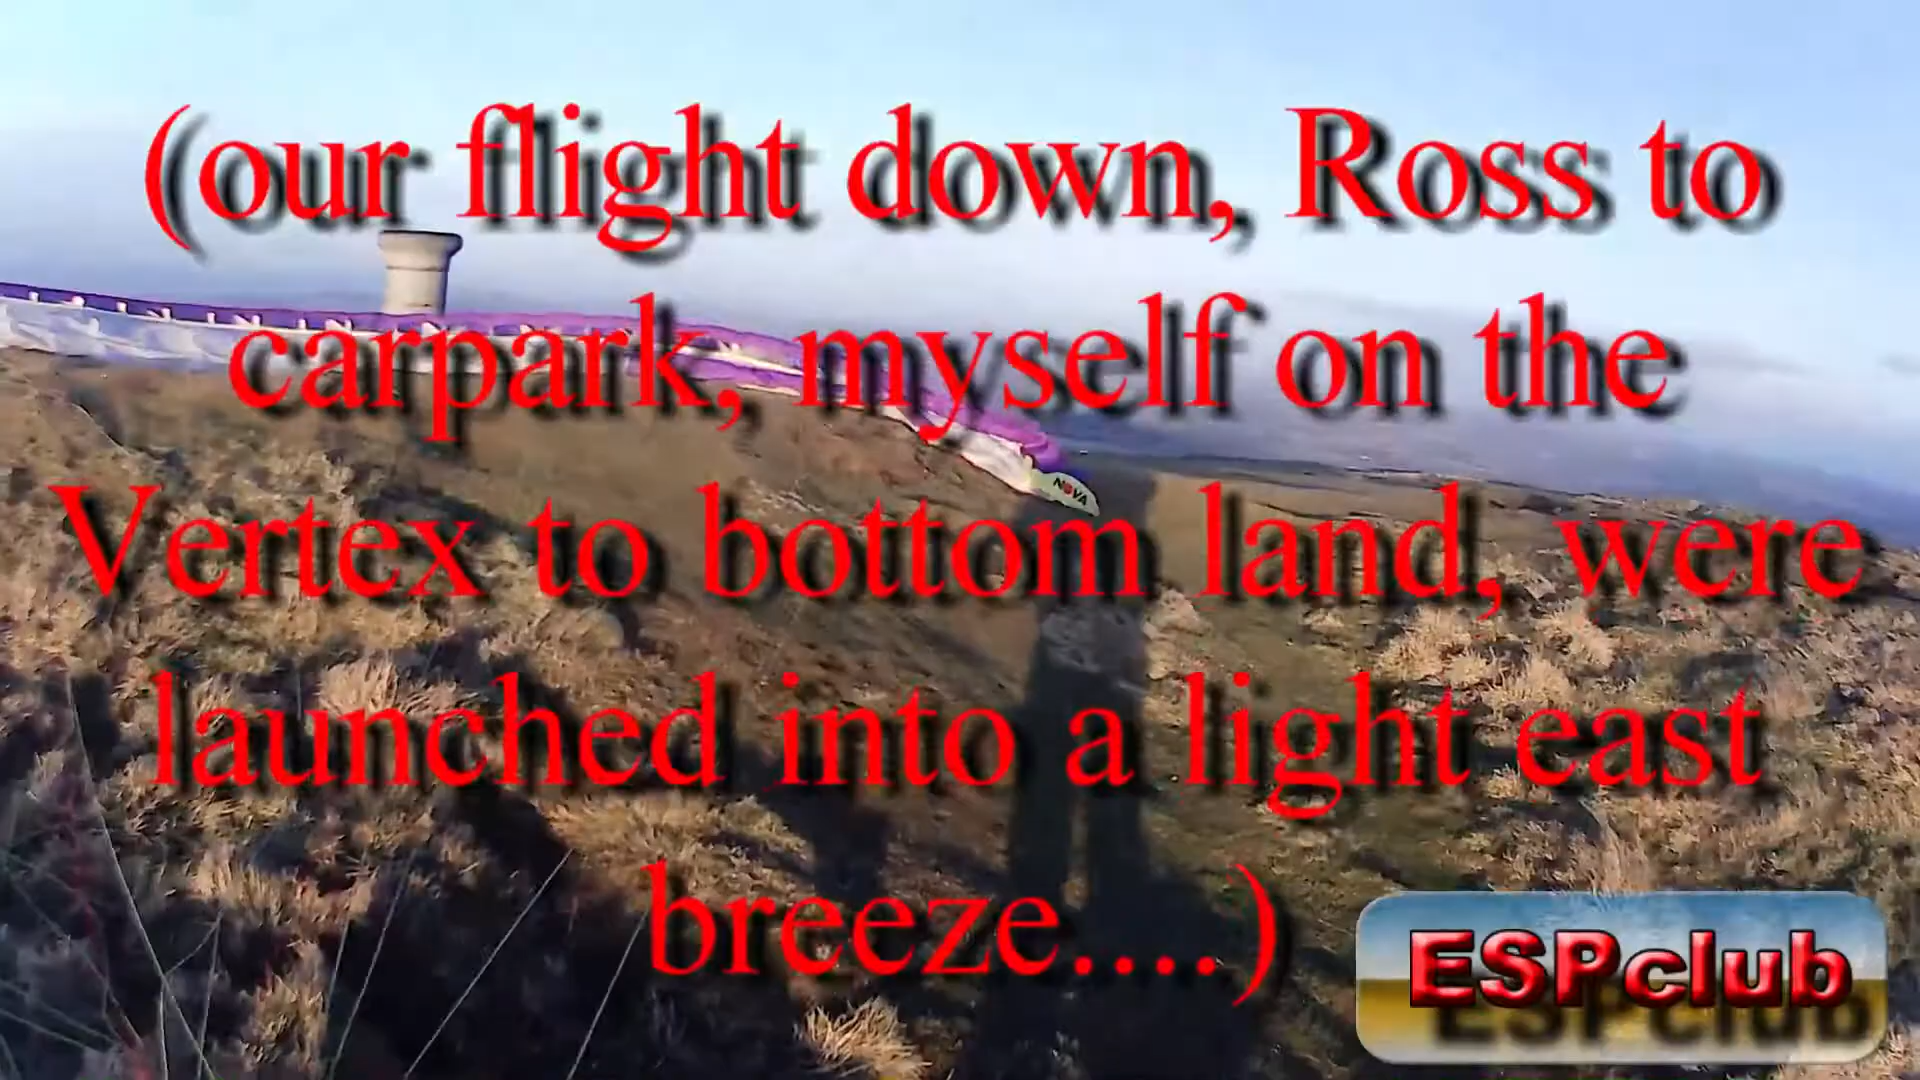 (our flight down, Ross to
carpark, myself on the
Vertex to bottom land, were
launched into a light east
breeze....)
NOVA
ESPclub